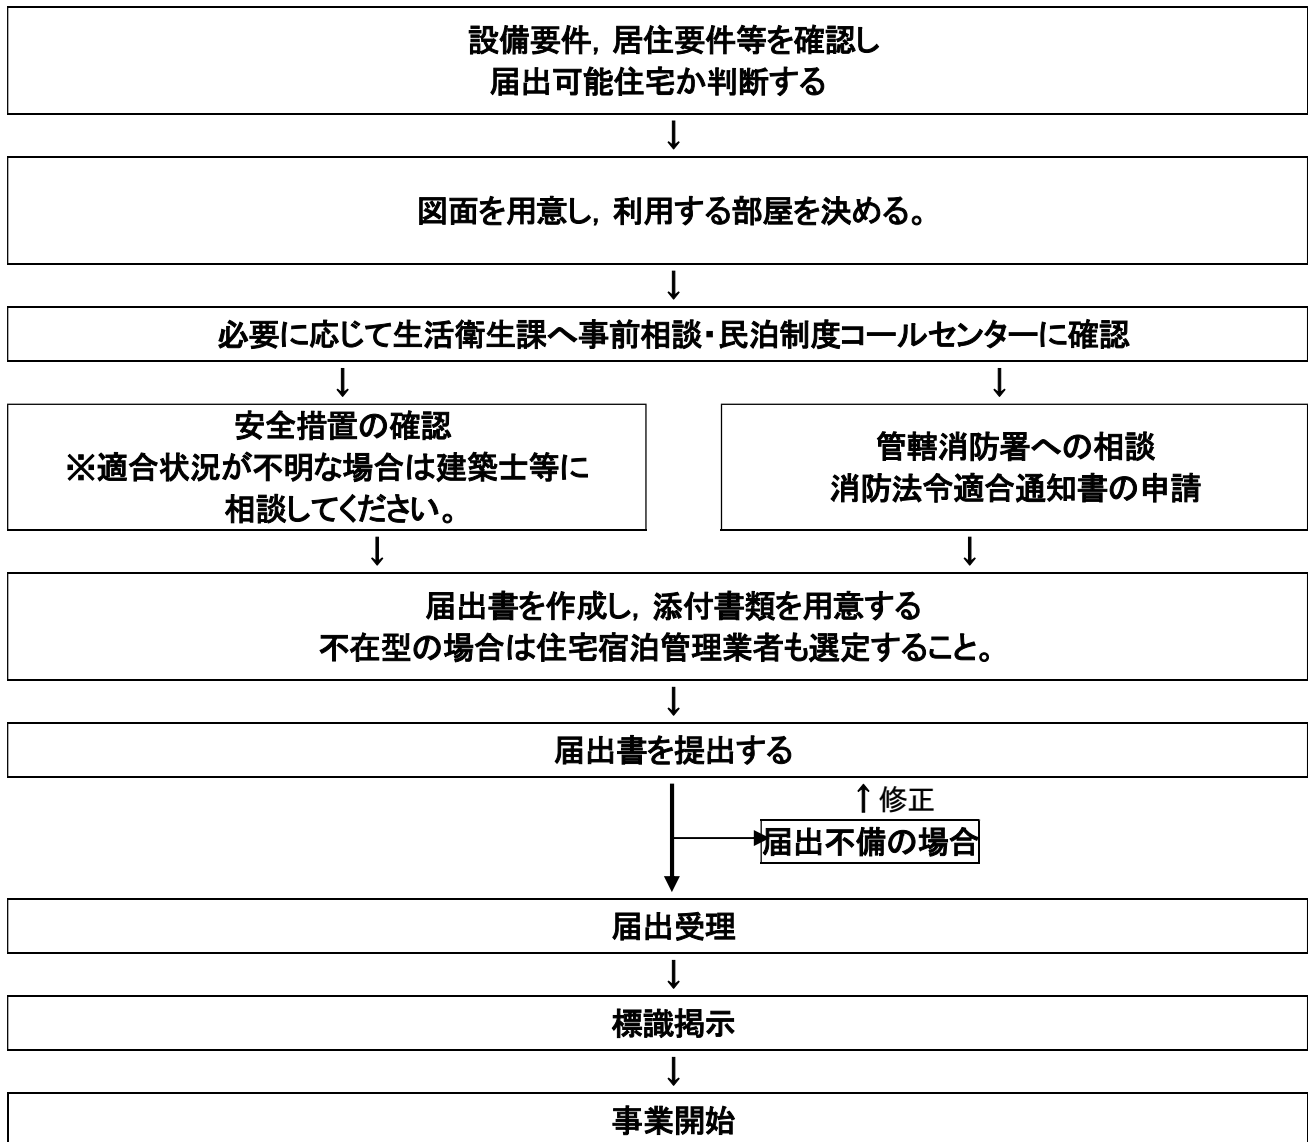 設備要件，居住要件等を確認し
届出可能住宅か判断する
↓
図面を用意し，利用する部屋を決める。
↓
必要に応じて生活衛生課へ事前相談・民泊制度コールセンターに確認
↓ ↓
安全措置の確認
※適合状況が不明な場合は建築士等に
相談してください。
管轄消防署への相談
消防法令適合通知書の申請
↓ ↓
届出書を作成し，添付書類を用意する
不在型の場合は住宅宿泊管理業者も選定すること。
↓
届出書を提出する
↑修正
届出不備の場合
届出受理
↓
標識掲示
↓
事業開始